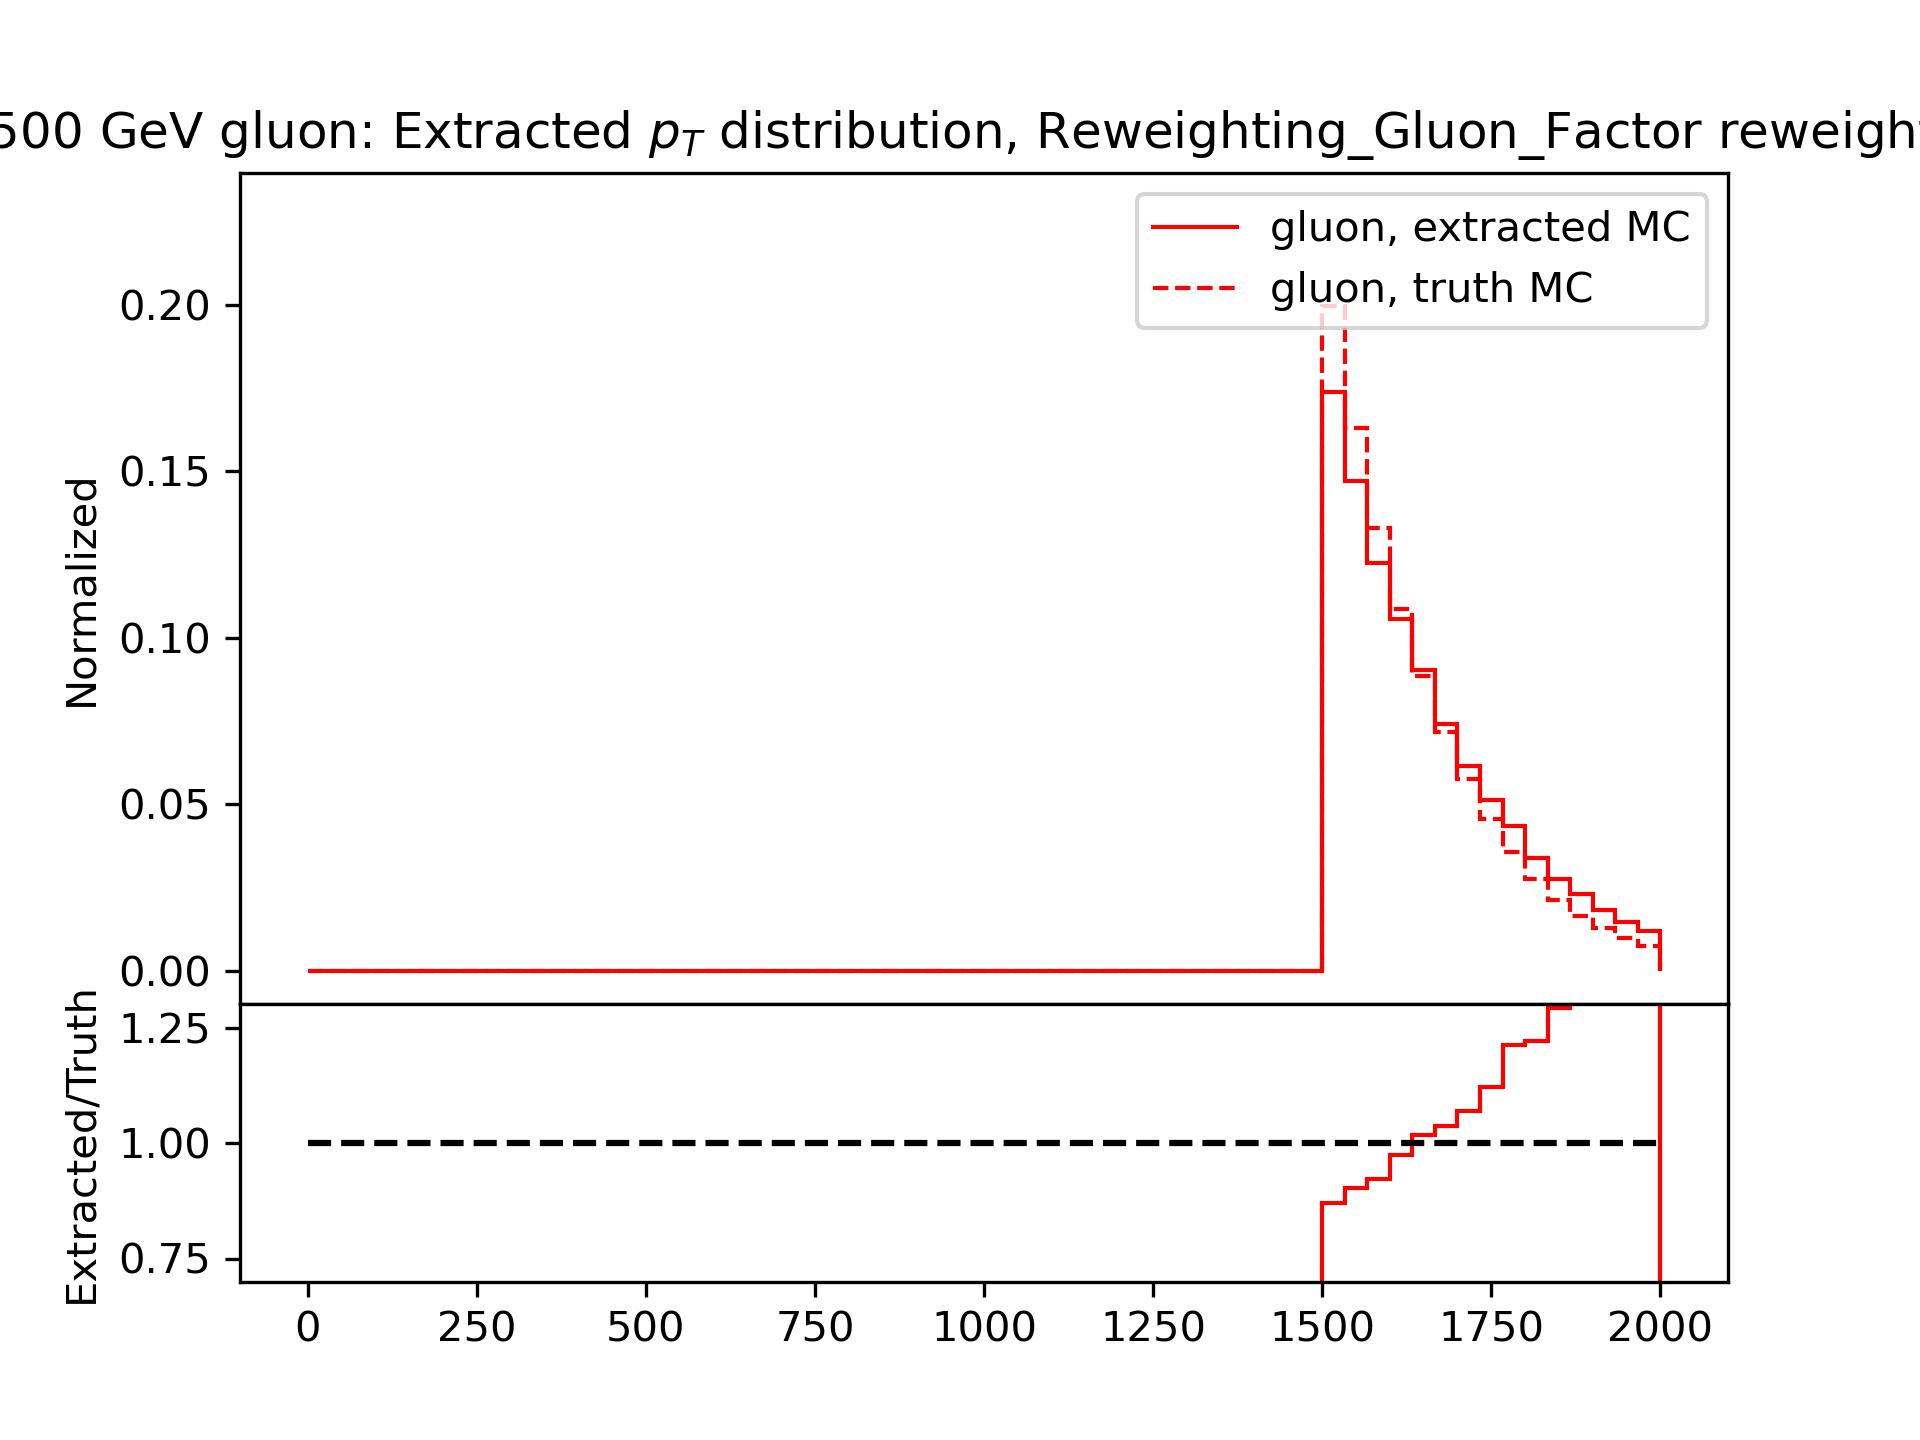 500 GeV gluon: Extracted p_T distribution, Reweighting_Gluon_Factor reweight
gluon, extracted MC
gluon, truth MC
Normalized
0.20
0.15
0.10
0.05
0.00
Extracted/Truth
1.25
1.00
0.75
0 250 500 750 1000 1250 1500 1750 2000